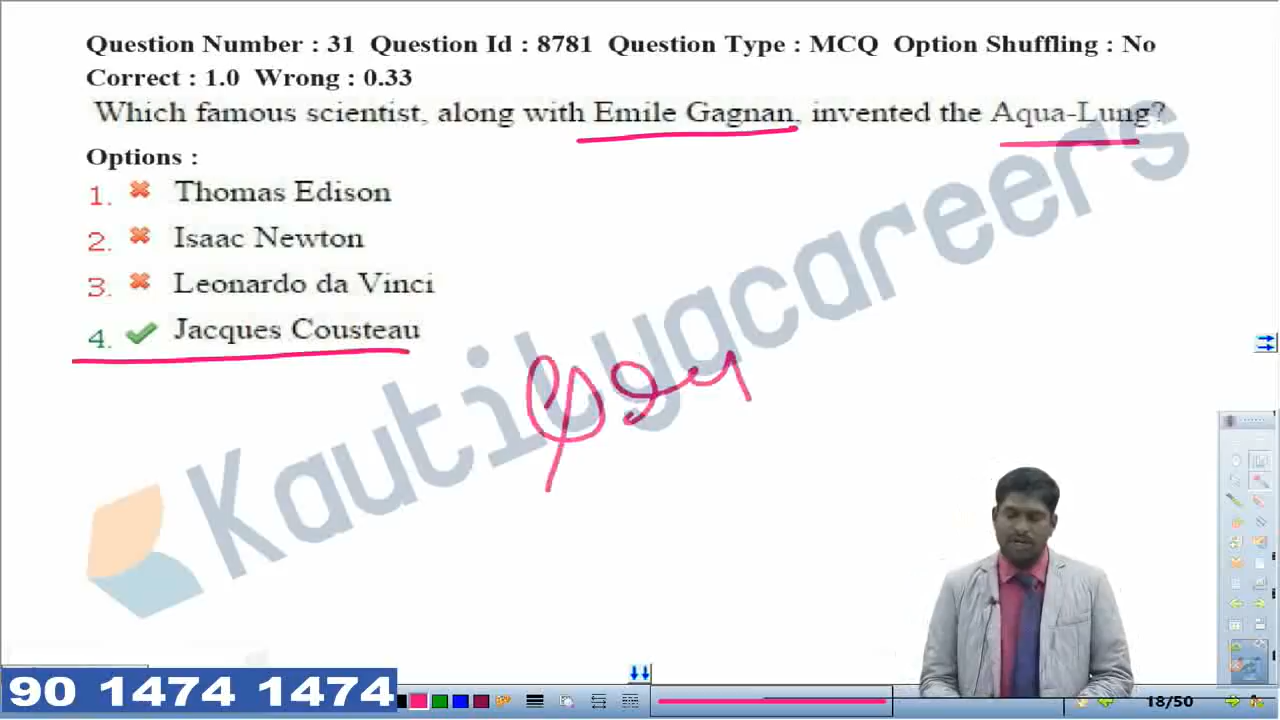 Question Number : 31 Question Id : 8781 Question Type : MCQ Option Shuffling : No
Correct : 1.0 Wrong : 0.33
Which famous scientist, along with Emile Gagnan, invented the Aqua-Lung?
Options :
1. Thomas Edison
2. Isaac Newton
3. Leonardo da Vinci
4. Jacques Cousteau
Kautilyacareers
90 1474 1474
18/50